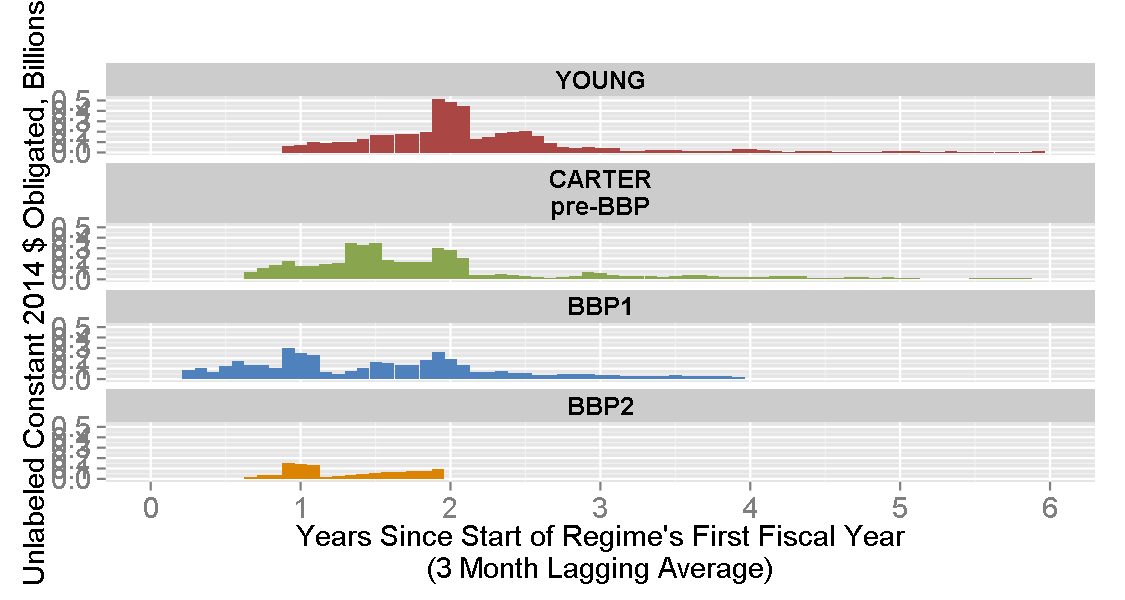 Unlabeled Constant 2014 $ Obligated, Billions
YOUNG
0.5
0.0
CARTER
pre-BBP
0.5
0.0
BBP1
0.5
0.0
BBP2
0.5
0.0
0 1 2 3 4 5 6
Years Since Start of Regime's First Fiscal Year
(3 Month Lagging Average)